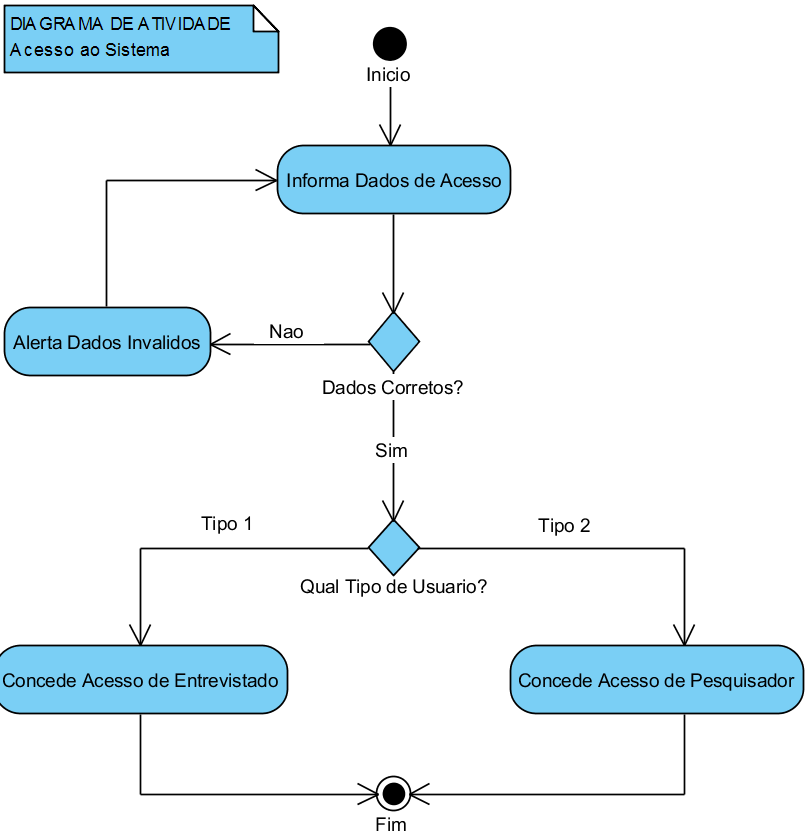 DIAGRAMA DE ATIVIDADE
Acesso ao Sistema
Inicio
Informa Dados de Acesso
Nao
Alerta Dados Invalidos
Dados Corretos?
Sim
Tipo 1
Tipo 2
Qual Tipo de Usuario?
Concede Acesso de Entrevistado
Concede Acesso de Pesquisador
Fim